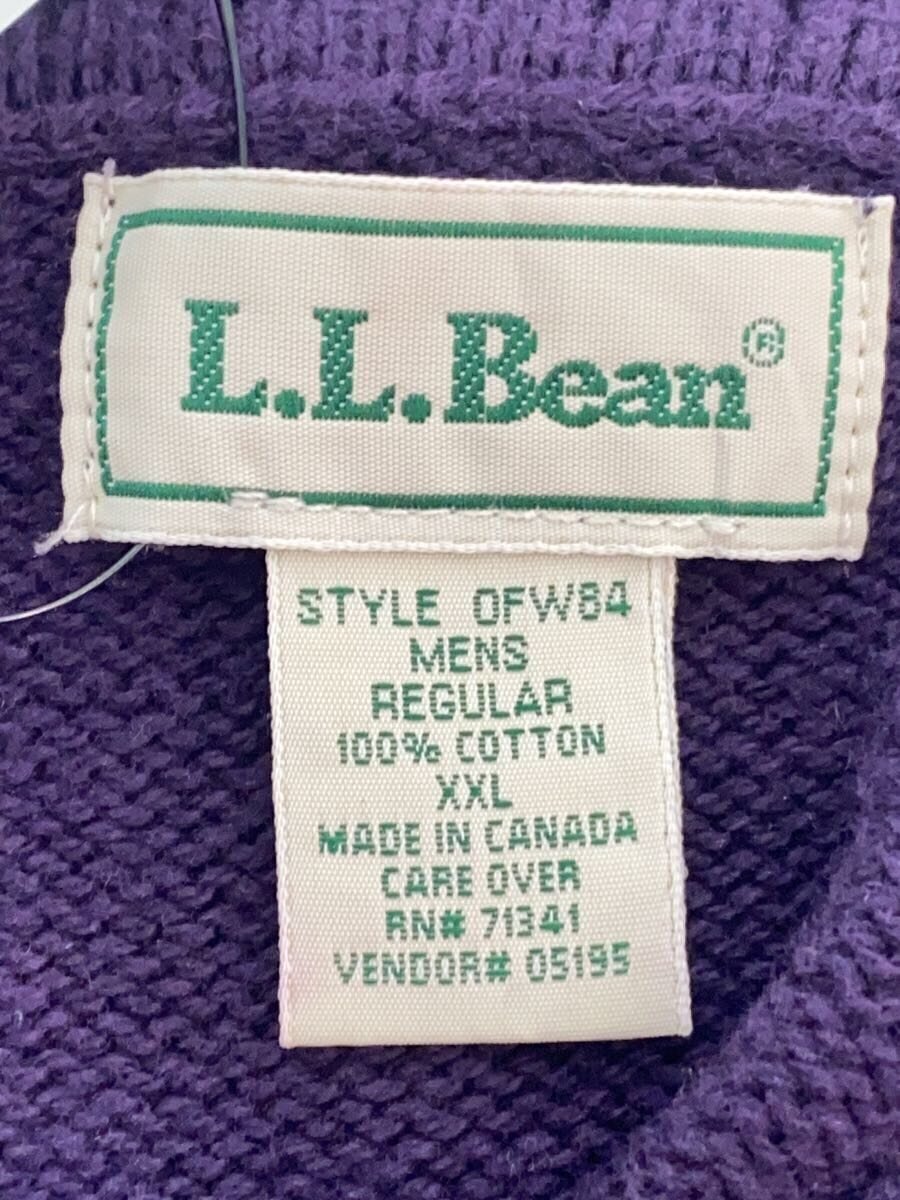 L.L.Bean®
STYLE 0FW84
MENS
REGULAR
100% COTTON
XXL
MADE IN CANADA
CARE OVER
RN# 71341
VENDOR# 05195